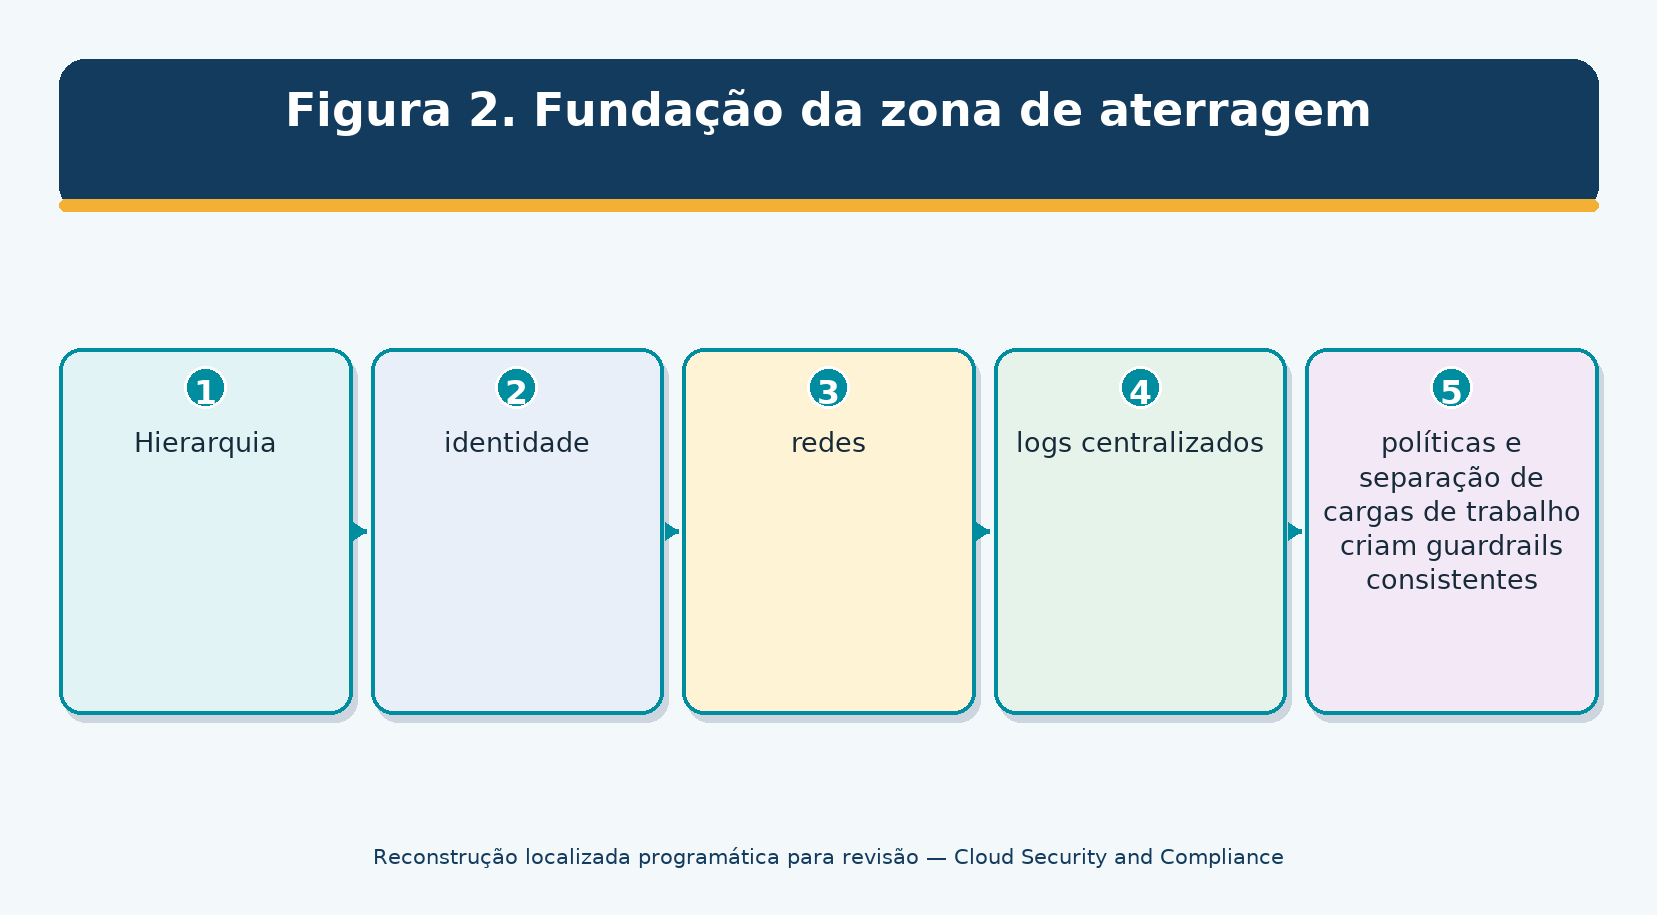 Figura 2. Fundação da zona de aterragem
1
Hierarquia
2
identidade
3
redes
4
logs centralizados
5
políticas e
separação de
cargas de trabalho
criam guardrails
consistentes
Reconstrução localizada programática para revisão — Cloud Security and Compliance